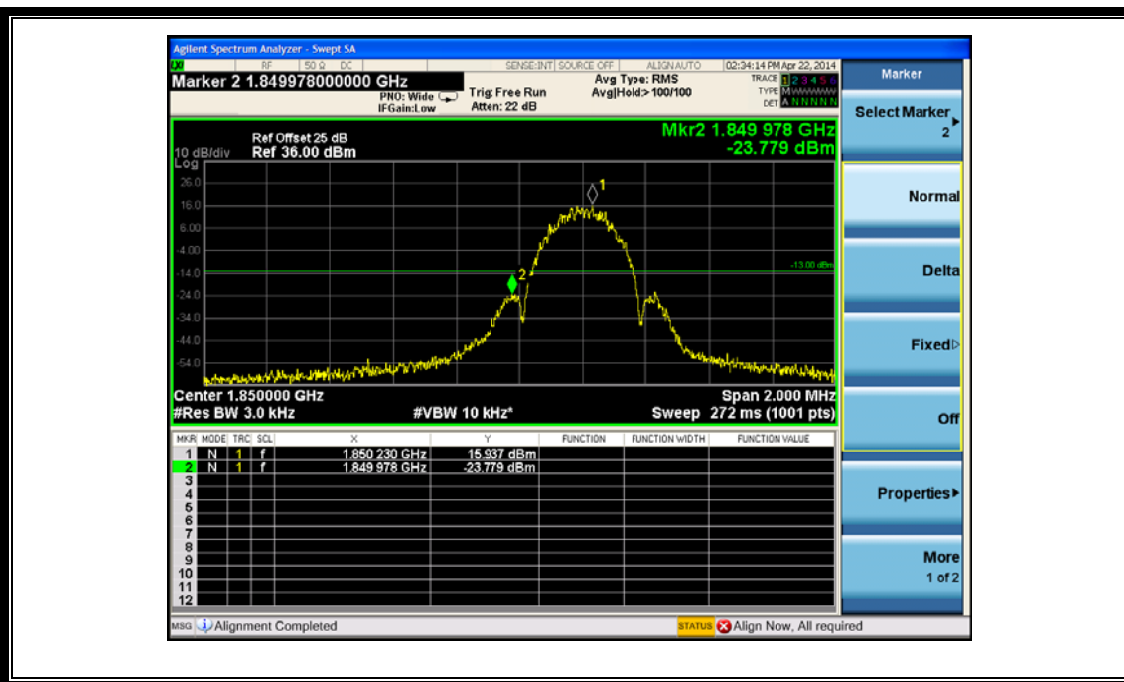 Agilent Spectrum Analyzer - Swept SA
LXI RF 50 Ω DC SENSE:INT SOURCE OFF ALIGNAUTO 02:34:14 PM Apr 22, 2014
Marker 2 1.849978000000 GHz
PNO: Wide
IFGain:Low
Trig: Free Run
Atten: 22 dB
Avg Type: RMS
Avg|Hold:>100/100
TRACE 1 2 3 4 5 6
TYPE MWWWWW
DET A N N N N N
Mkr2 1.849 978 GHz
-23.779 dBm
Ref Offset 25 dB
10 dB/div Ref 36.00 dBm
Log
26.0
16.0
6.00
-4.00
-14.0
-24.0
-34.0
-44.0
-54.0
1
2
-13.00 dBm
Center 1.850000 GHz Span 2.000 MHz
#Res BW 3.0 kHz #VBW 10 kHz* Sweep 272 ms (1001 pts)
MKR MODE TRC SCL X Y FUNCTION FUNCTION WIDTH FUNCTION VALUE
1 N 1 f 1.850 230 GHz 15.937 dBm
2 N 1 f 1.849 978 GHz -23.779 dBm
3
4
5
6
7
8
9
10
11
12
MSG Alignment Completed STATUS Align Now, All required
Marker
Select Marker
2
Normal
Delta
Fixed
Off
Properties
More
1 of 2